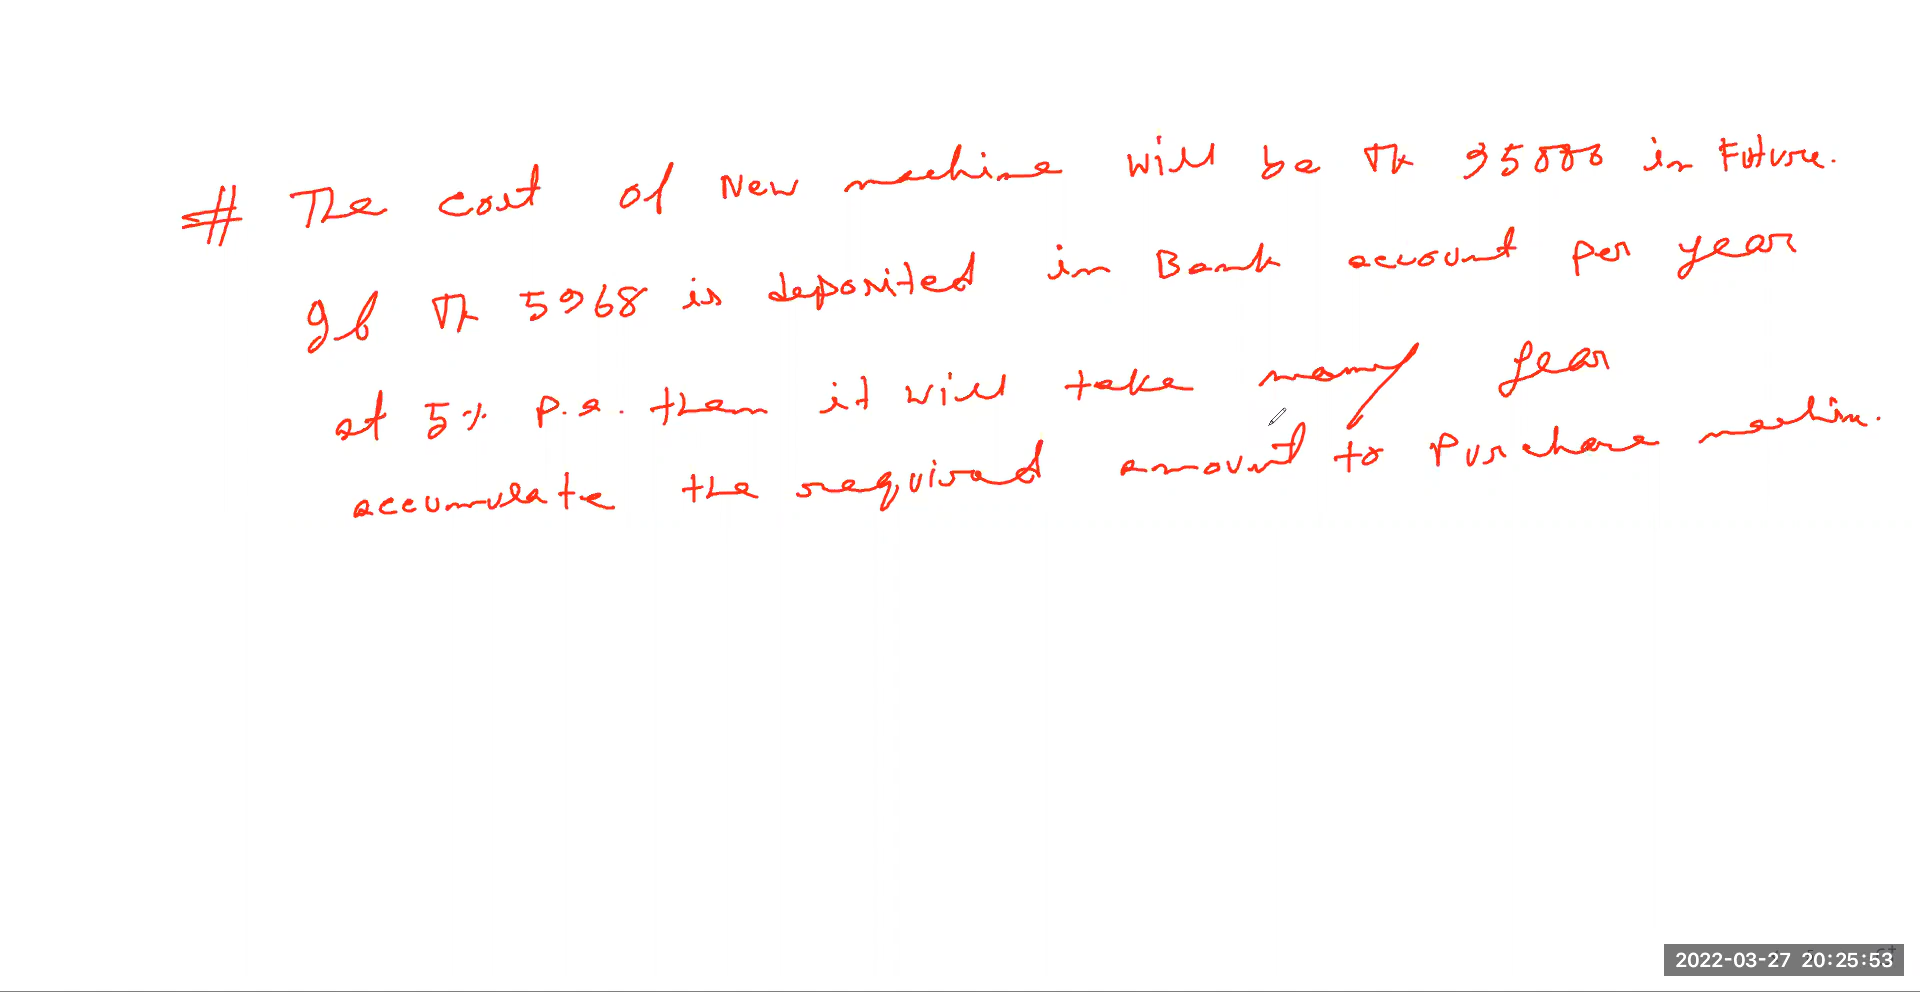 # The cost of New machine will be Tk 95000 in Future.
If Tk 5968 is deposited in Bank account per year
at 5% p.a. then it will take many year
accumulate the required amount to Purchase machine.
2022-03-27 20:25:53